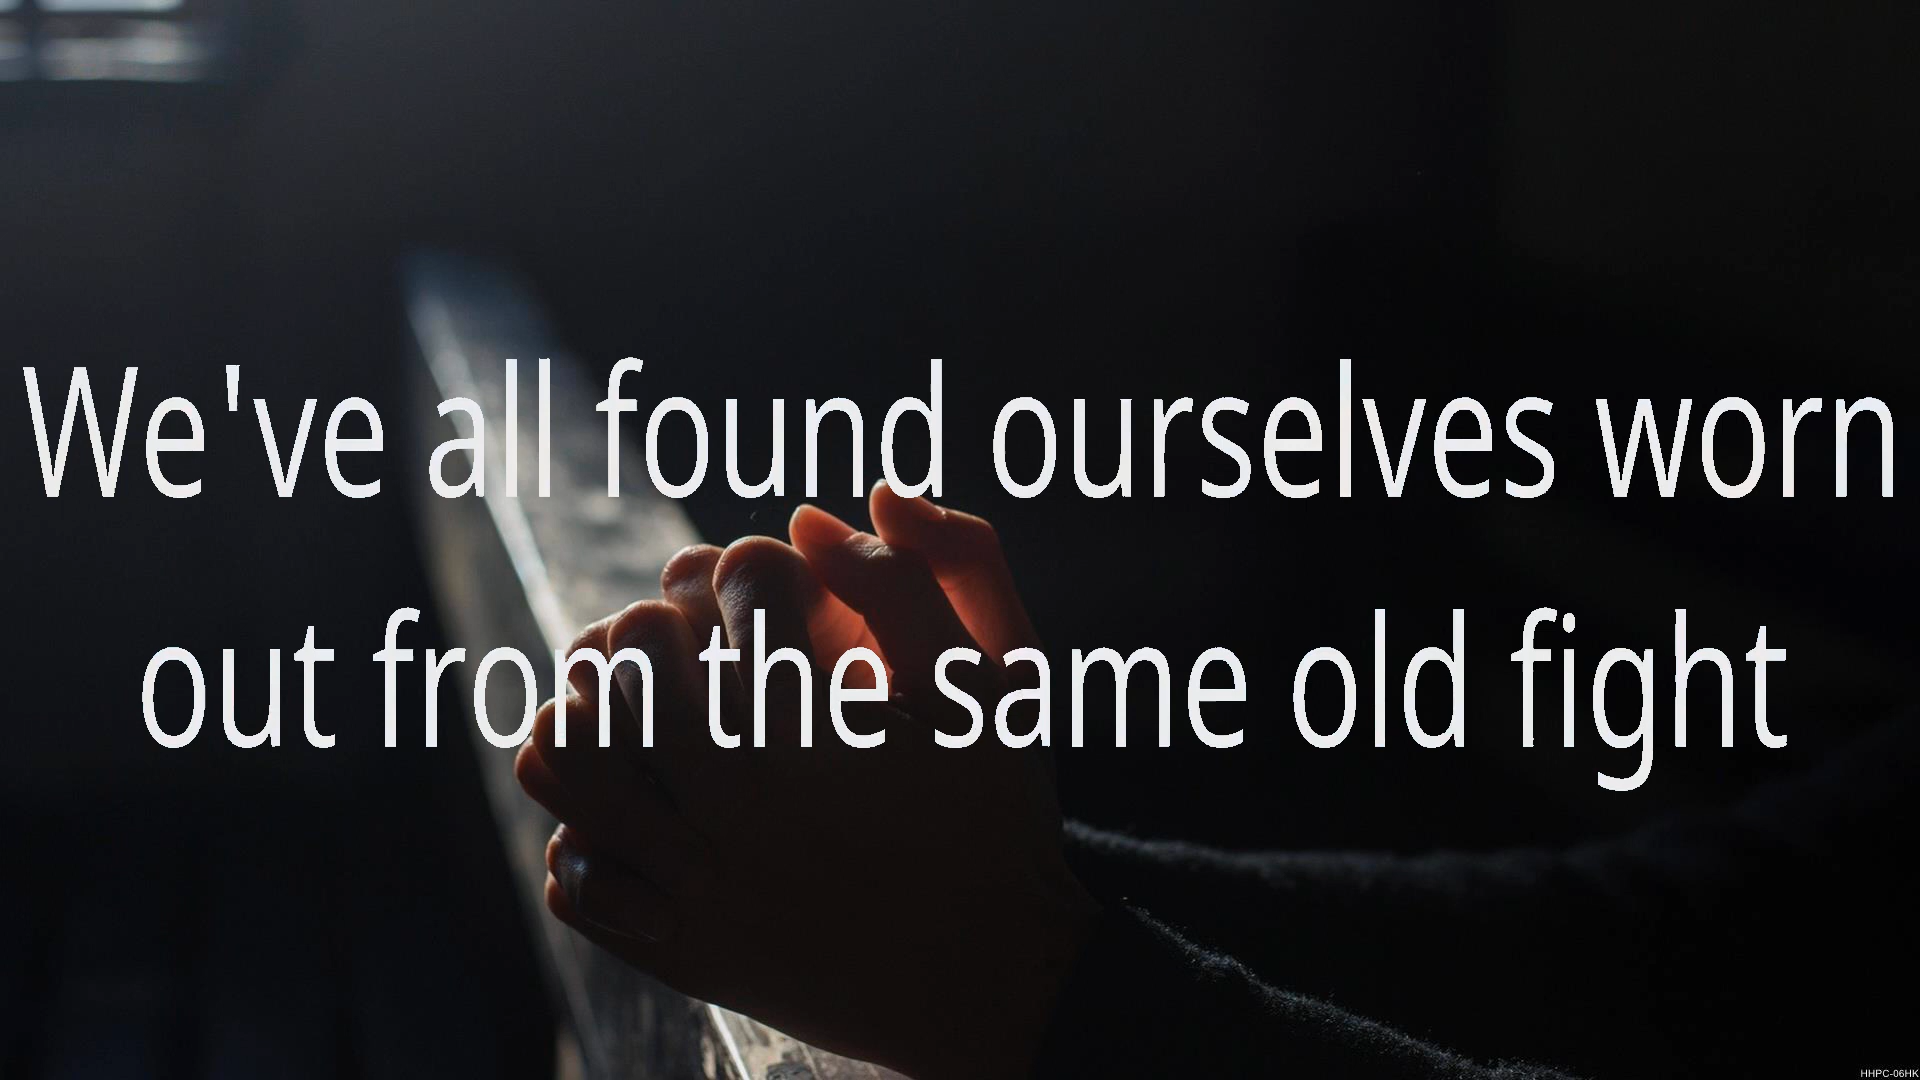 We've all found ourselves worn
out from the same old fight
HHPC-06HK